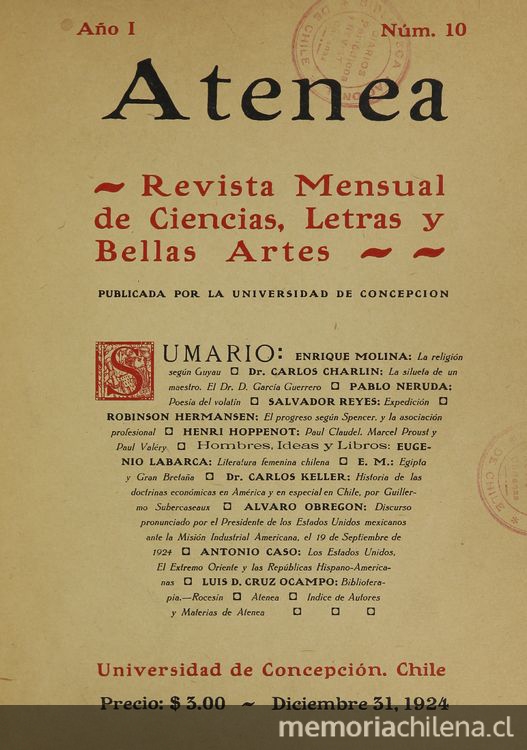 Año I Núm. 10
Atenea
~ Revista Mensual
de Ciencias, Letras y
Bellas Artes ~ ~
PUBLICADA POR LA UNIVERSIDAD DE CONCEPCION
SUMARIO: ENRIQUE MOLINA: La religión
según Guyau Dr. CARLOS CHARLIN: La silueta de un
maestro. El Dr. D. García Guerrero PABLO NERUDA:
Poesia del volatín SALVADOR REYES: Expedición
ROBINSON HERMANSEN: El progreso según Spencer. y la asociación
profesional HENRI HOPPENOT: Paul Claudel, Marcel Proust y
Paul Valéry Hombres, Ideas y Libros: EUGE-
NIO LABARCA: Literatura femenina chilena E. M.: Egipto
y Gran Bretaña Dr. CARLOS KELLER: Historia de las
doctrinas económicas en América y en especial en Chile, por Guiller-
mo Subercaseaux ALVARO OBREGON: Discurso
pronunciado por el Presidente de los Estados Unidos mexicanos
ante la Misión Industrial Americana, el 19 de Septiembre de
1924 ANTONIO CASO: Los Estados Unidos,
El Extremo Oriente y las Repúblicas Hispano-America-
nas LUIS D. CRUZ OCAMPO: Bibliotera-
pia.—Rocesín Atenea Indice de Autores
y Materias de Atenea
Universidad de Concepción. Chile
Precio: $ 3.00 ~ Diciembre 31, 1924
memoriachilena.cl
DE CHILE
DE CHILE